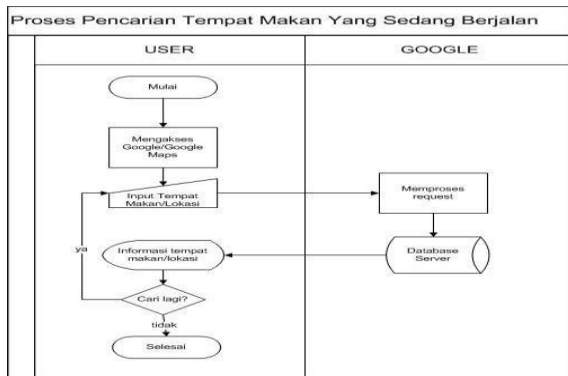 Proses Pencarian Tempat Makan Yang Sedang Berjalan
USER
GOOGLE
Mulai
Mengakses
Google/Google
Maps
Input Tempat
Makan/Lokasi
Memproses
request
ya
Informasi tempat
makan/lokasi
Database
Server
Cari lagi?
tidak
Selesai